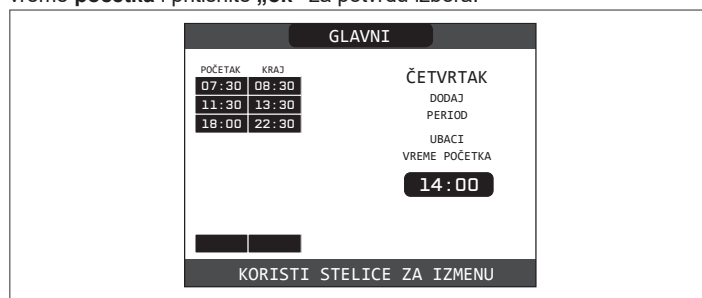 vreme početka i pritisnite „ok“ za potvrdu izbora.
GLAVNI
POČETAK KRAJ
07:30 08:30
11:30 13:30
18:00 22:30
ČETVRTAK
DODAJ
PERIOD
UBACI
VREME POČETKA
14:00
KORISTI STELICE ZA IZMENU